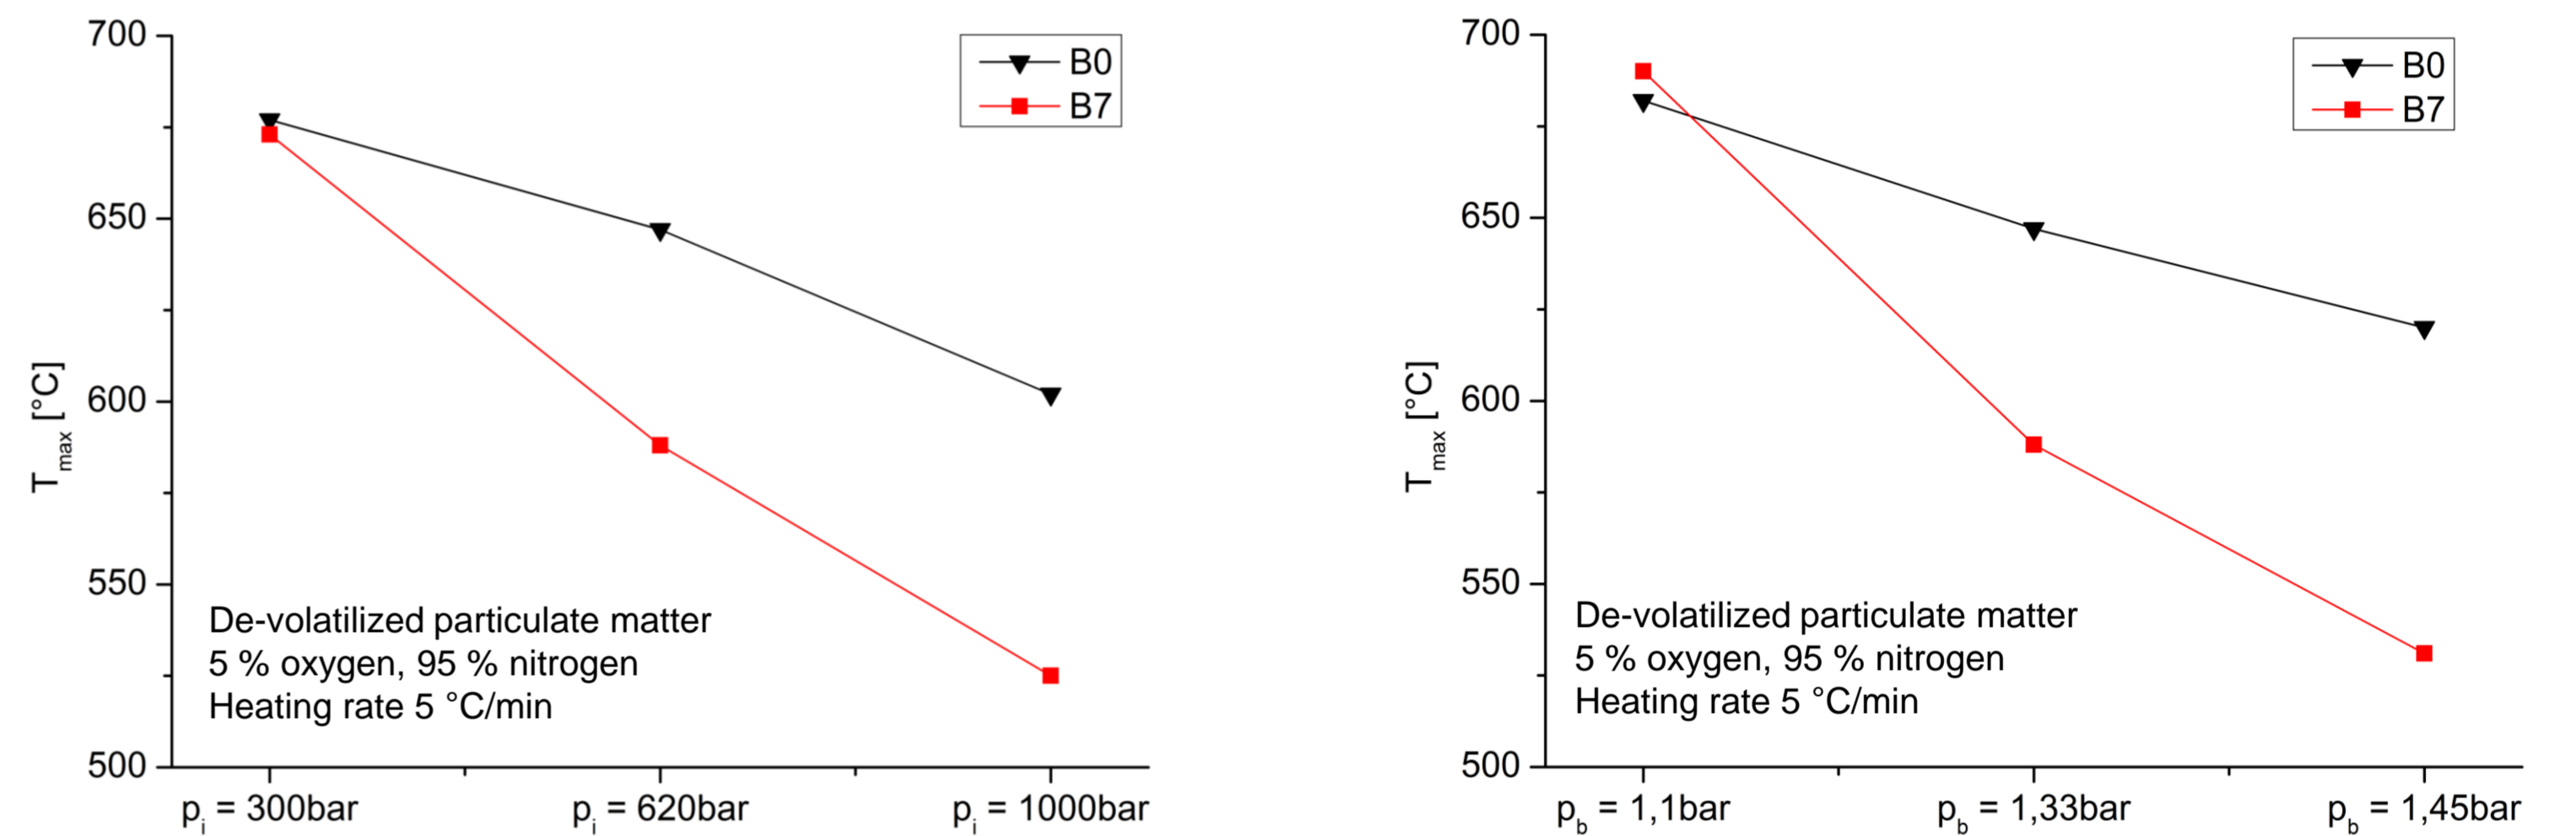 700
650
600
550
500
T_max [°C]
B0
B7
De-volatilized particulate matter
5 % oxygen, 95 % nitrogen
Heating rate 5 °C/min
p_i = 300bar
p_i = 620bar
p_i = 1000bar
700
650
600
550
500
T_max [°C]
B0
B7
De-volatilized particulate matter
5 % oxygen, 95 % nitrogen
Heating rate 5 °C/min
p_b = 1,1bar
p_b = 1,33bar
p_b = 1,45bar